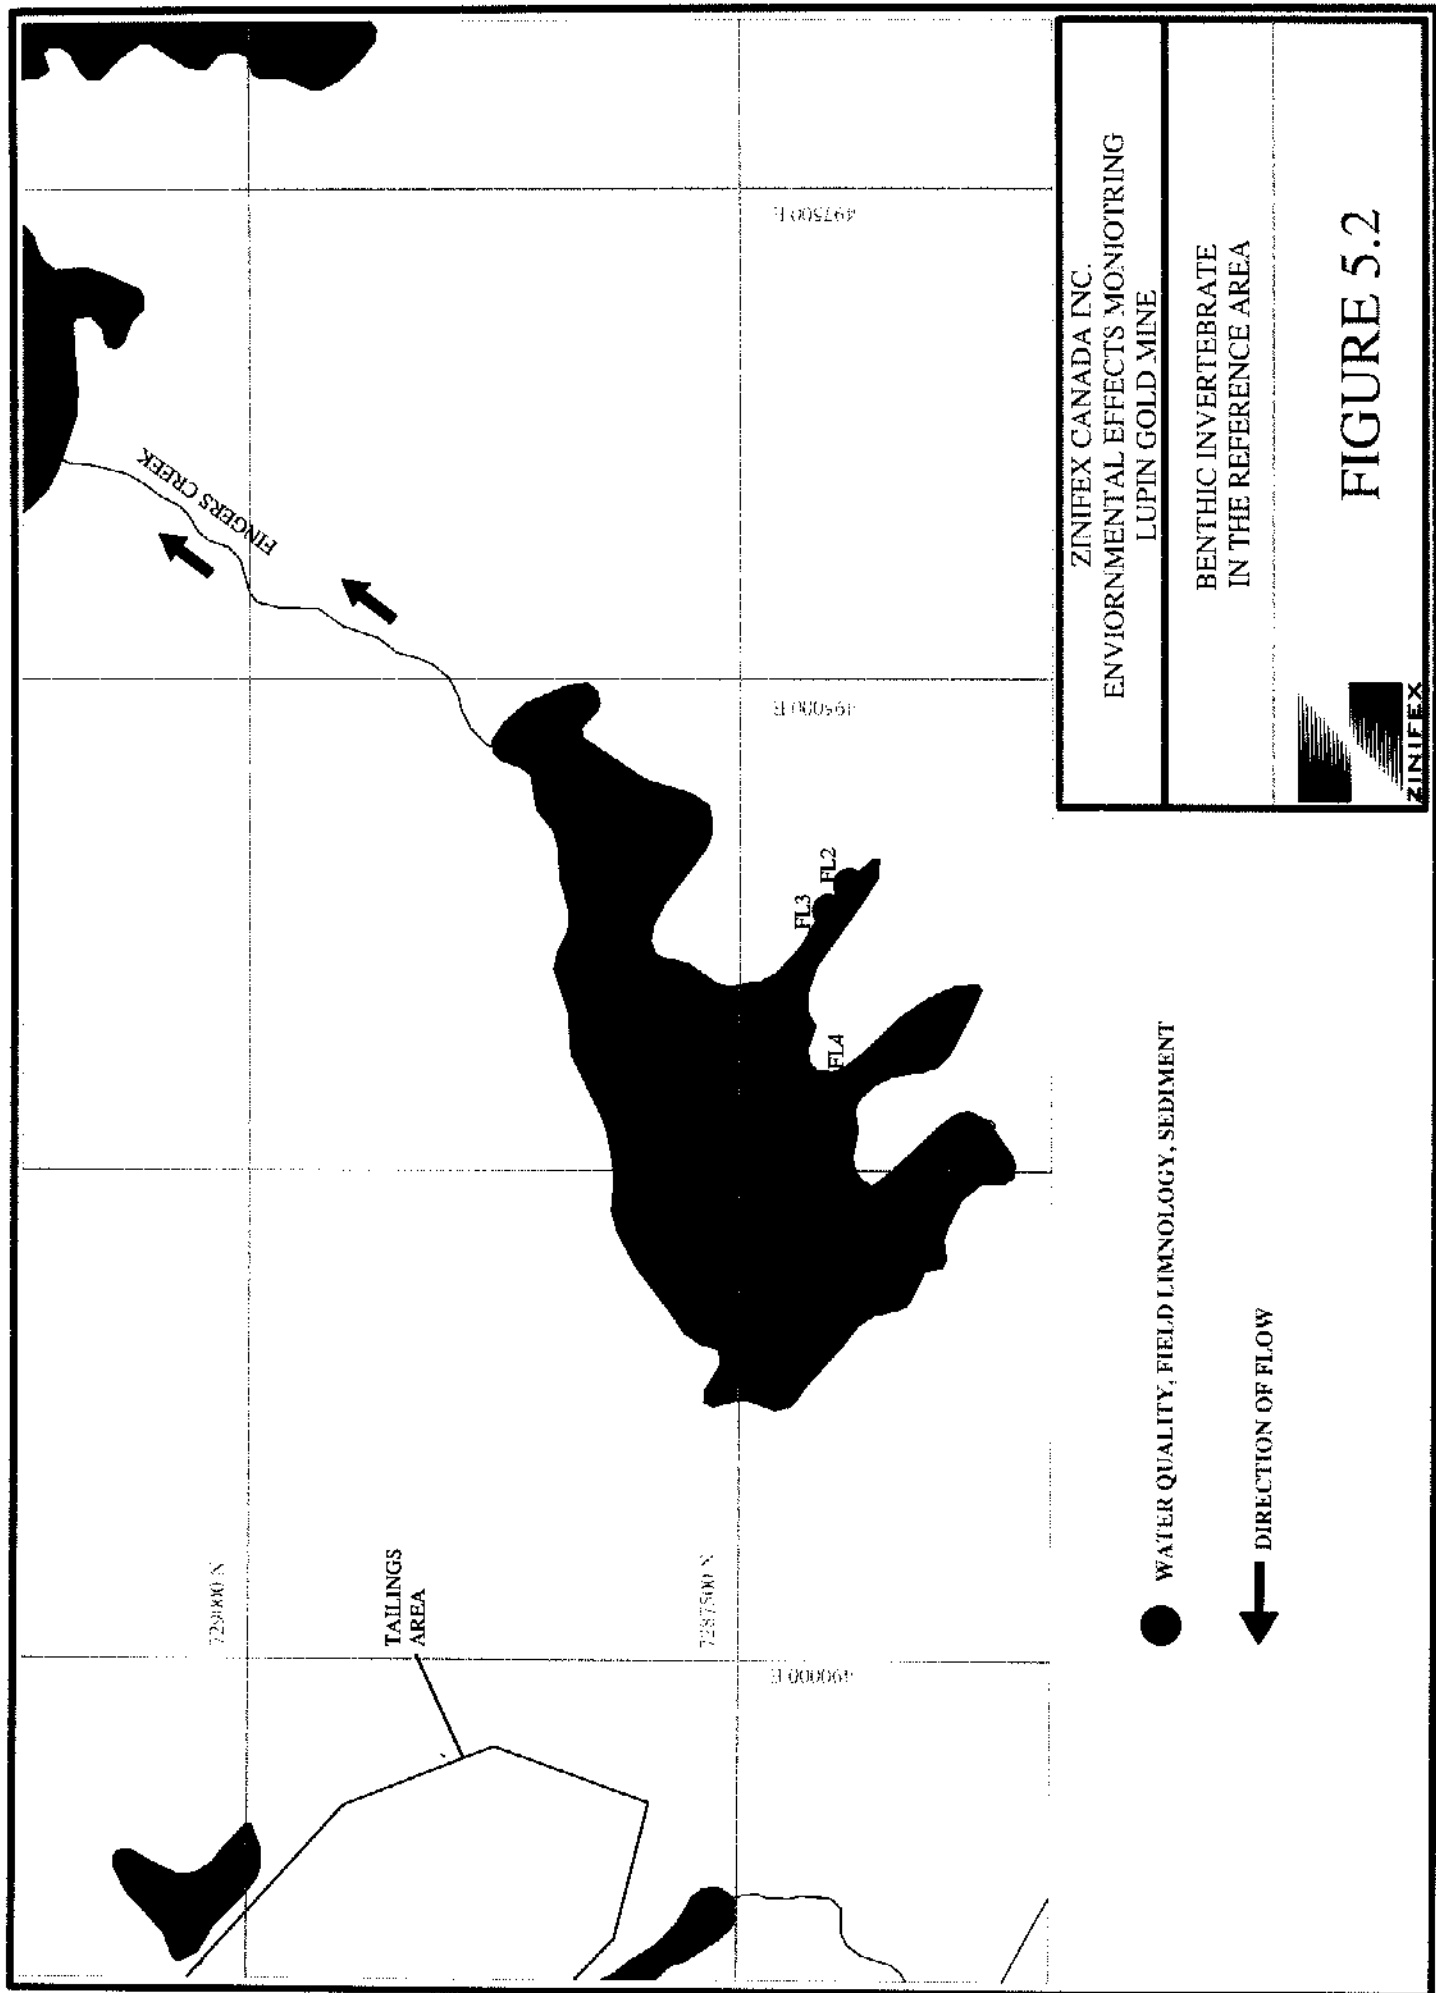 FINGERS CREEK
TAILINGS
AREA
729000 N
7287500 N
490000 E
495000 E
497500 E
FL4
FL3
FL2
WATER QUALITY, FIELD LIMNOLOGY, SEDIMENT
DIRECTION OF FLOW
ZINIFEX CANADA INC.
ENVIORNMENTAL EFFECTS MONIOTRING
LUPIN GOLD MINE
BENTHIC INVERTEBRATE
IN THE REFERENCE AREA
FIGURE 5.2
ZINIFEX